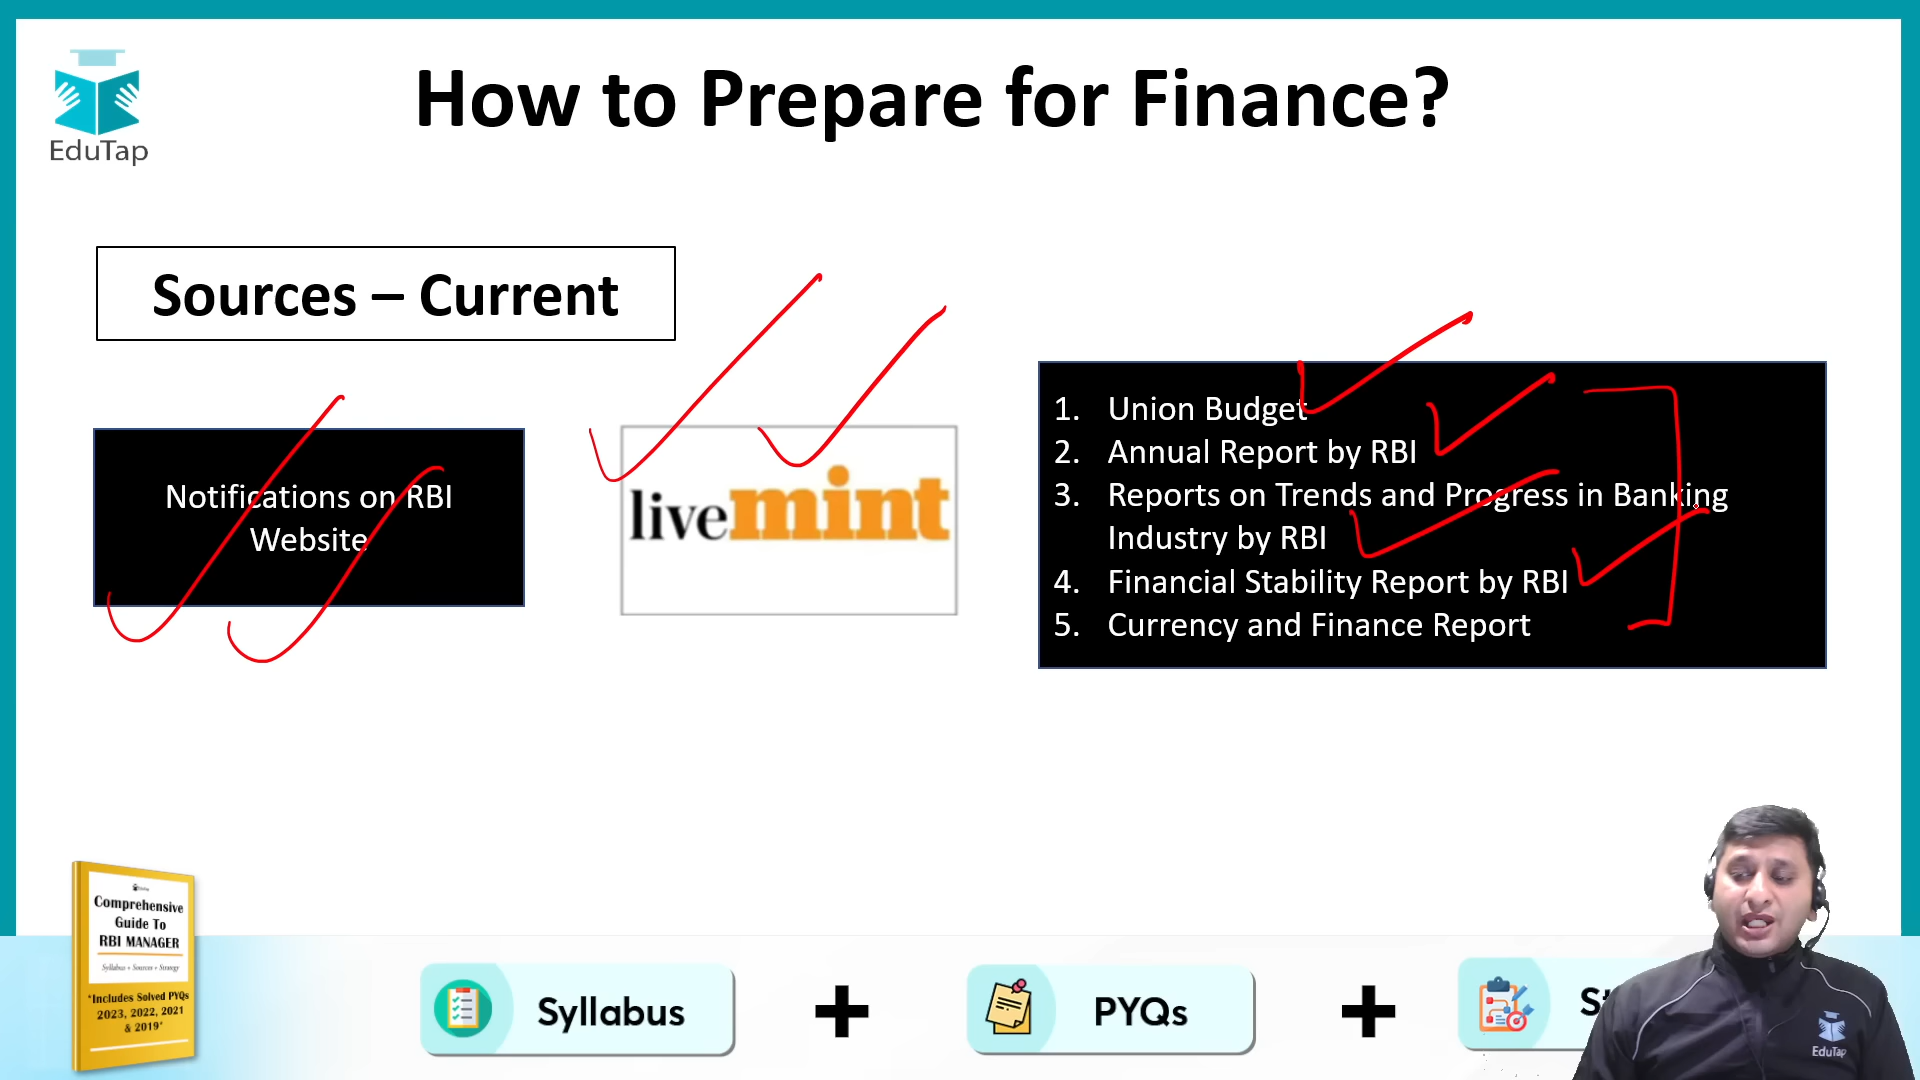 How to Prepare for Finance?
EduTap
Sources – Current
Notifications on RBI
Website
livemint
1. Union Budget
2. Annual Report by RBI
3. Reports on Trends and Progress in Banking
Industry by RBI
4. Financial Stability Report by RBI
5. Currency and Finance Report
Comprehensive
Guide To
RBI MANAGER
Syllabus + Sources + Strategy
*Includes Solved PYQs
2023, 2022, 2021
& 2019*
Syllabus + PYQs +
EduTap